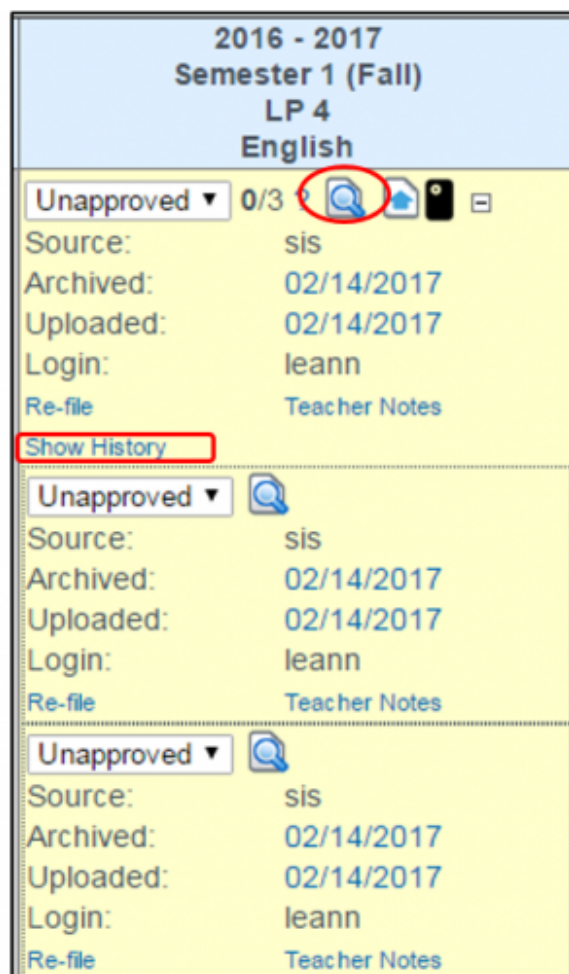 2016 - 2017
Semester 1 (Fall)
LP 4
English
Unapproved 0/3 ?
Source: sis
Archived: 02/14/2017
Uploaded: 02/14/2017
Login: leann
Re-file Teacher Notes
Show History
Unapproved
Source: sis
Archived: 02/14/2017
Uploaded: 02/14/2017
Login: leann
Re-file Teacher Notes
Unapproved
Source: sis
Archived: 02/14/2017
Uploaded: 02/14/2017
Login: leann
Re-file Teacher Notes